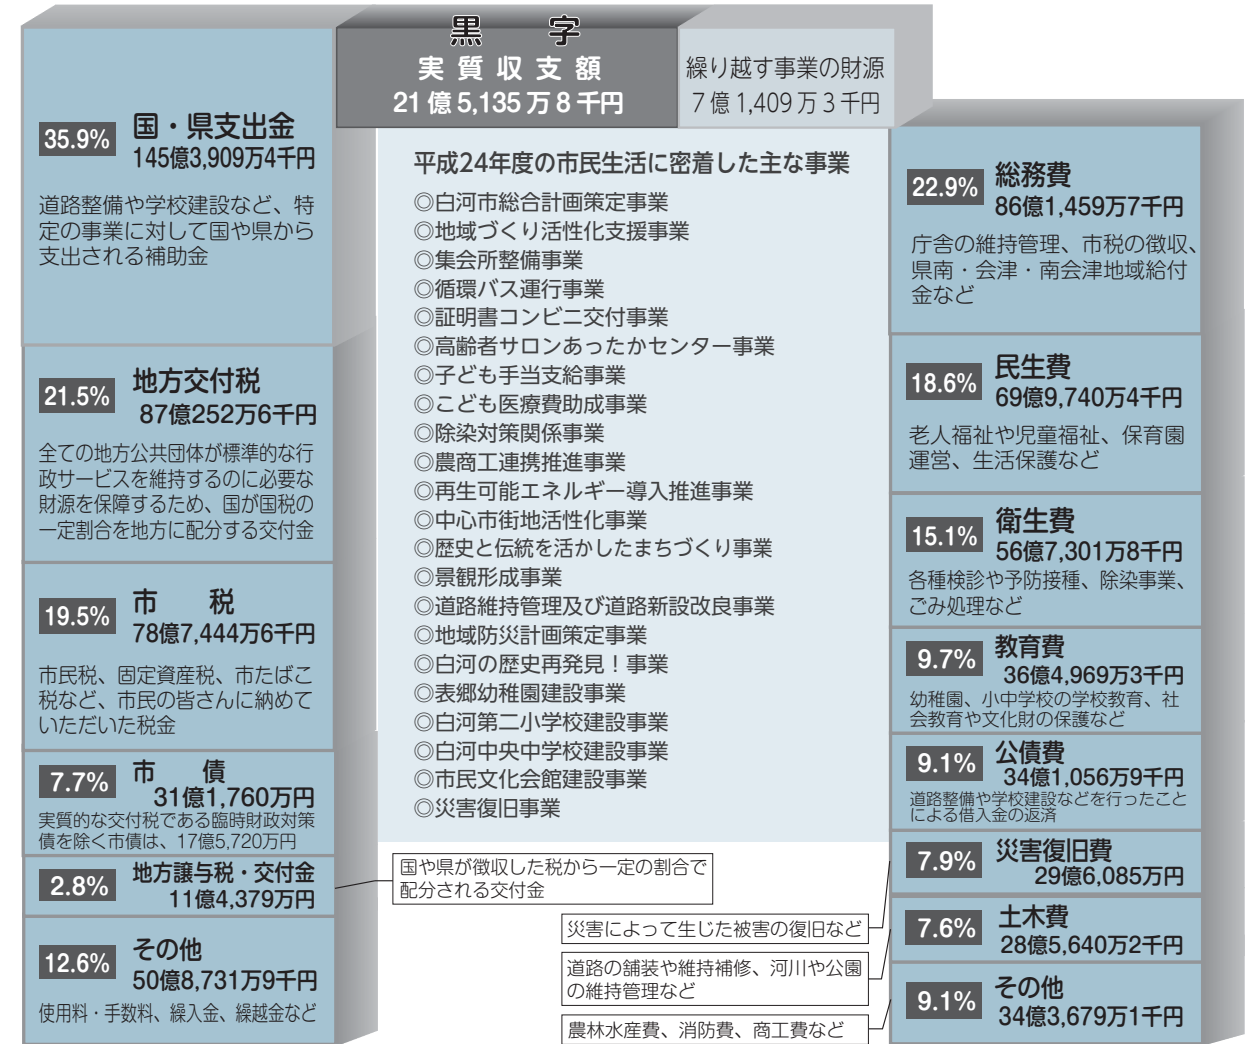 黒　字
実質収支額
21億5,135万8千円
繰り越す事業の財源
7億1,409万3千円
35.9%
国・県支出金
145億3,909万4千円
道路整備や学校建設など、特
定の事業に対して国や県から
支出される補助金
21.5%
地方交付税
87億252万6千円
全ての地方公共団体が標準的な行
政サービスを維持するのに必要な
財源を保障するため、国が国税の
一定割合を地方に配分する交付金
19.5%
市　税
78億7,444万6千円
市民税、固定資産税、市たばこ
税など、市民の皆さんに納めて
いただいた税金
7.7%
市　債
31億1,760万円
実質的な交付税である臨時財政対策
債を除く市債は、17億5,720万円
2.8%
地方譲与税・交付金
11億4,379万円
12.6%
その他
50億8,731万9千円
使用料・手数料、繰入金、繰越金など
平成24年度の市民生活に密着した主な事業
◎白河市総合計画策定事業
◎地域づくり活性化支援事業
◎集会所整備事業
◎循環バス運行事業
◎証明書コンビニ交付事業
◎高齢者サロンあったかセンター事業
◎子ども手当支給事業
◎こども医療費助成事業
◎除染対策関係事業
◎農商工連携推進事業
◎再生可能エネルギー導入推進事業
◎中心市街地活性化事業
◎歴史と伝統を活かしたまちづくり事業
◎景観形成事業
◎道路維持管理及び道路新設改良事業
◎地域防災計画策定事業
◎白河の歴史再発見！事業
◎表郷幼稚園建設事業
◎白河第二小学校建設事業
◎白河中央中学校建設事業
◎市民文化会館建設事業
◎災害復旧事業
国や県が徴収した税から一定の割合で
配分される交付金
災害によって生じた被害の復旧など
道路の舗装や維持補修、河川や公園
の維持管理など
農林水産費、消防費、商工費など
22.9%
総務費
86億1,459万7千円
庁舎の維持管理、市税の徴収、
県南・会津・南会津地域給付
金など
18.6%
民生費
69億9,740万4千円
老人福祉や児童福祉、保育園
運営、生活保護など
15.1%
衛生費
56億7,301万8千円
各種検診や予防接種、除染事業、
ごみ処理など
9.7%
教育費
36億4,969万3千円
幼稚園、小中学校の学校教育、社
会教育や文化財の保護など
9.1%
公債費
34億1,056万9千円
道路整備や学校建設などを行ったこと
による借入金の返済
7.9%
災害復旧費
29億6,085万円
7.6%
土木費
28億5,640万2千円
9.1%
その他
34億3,679万1千円